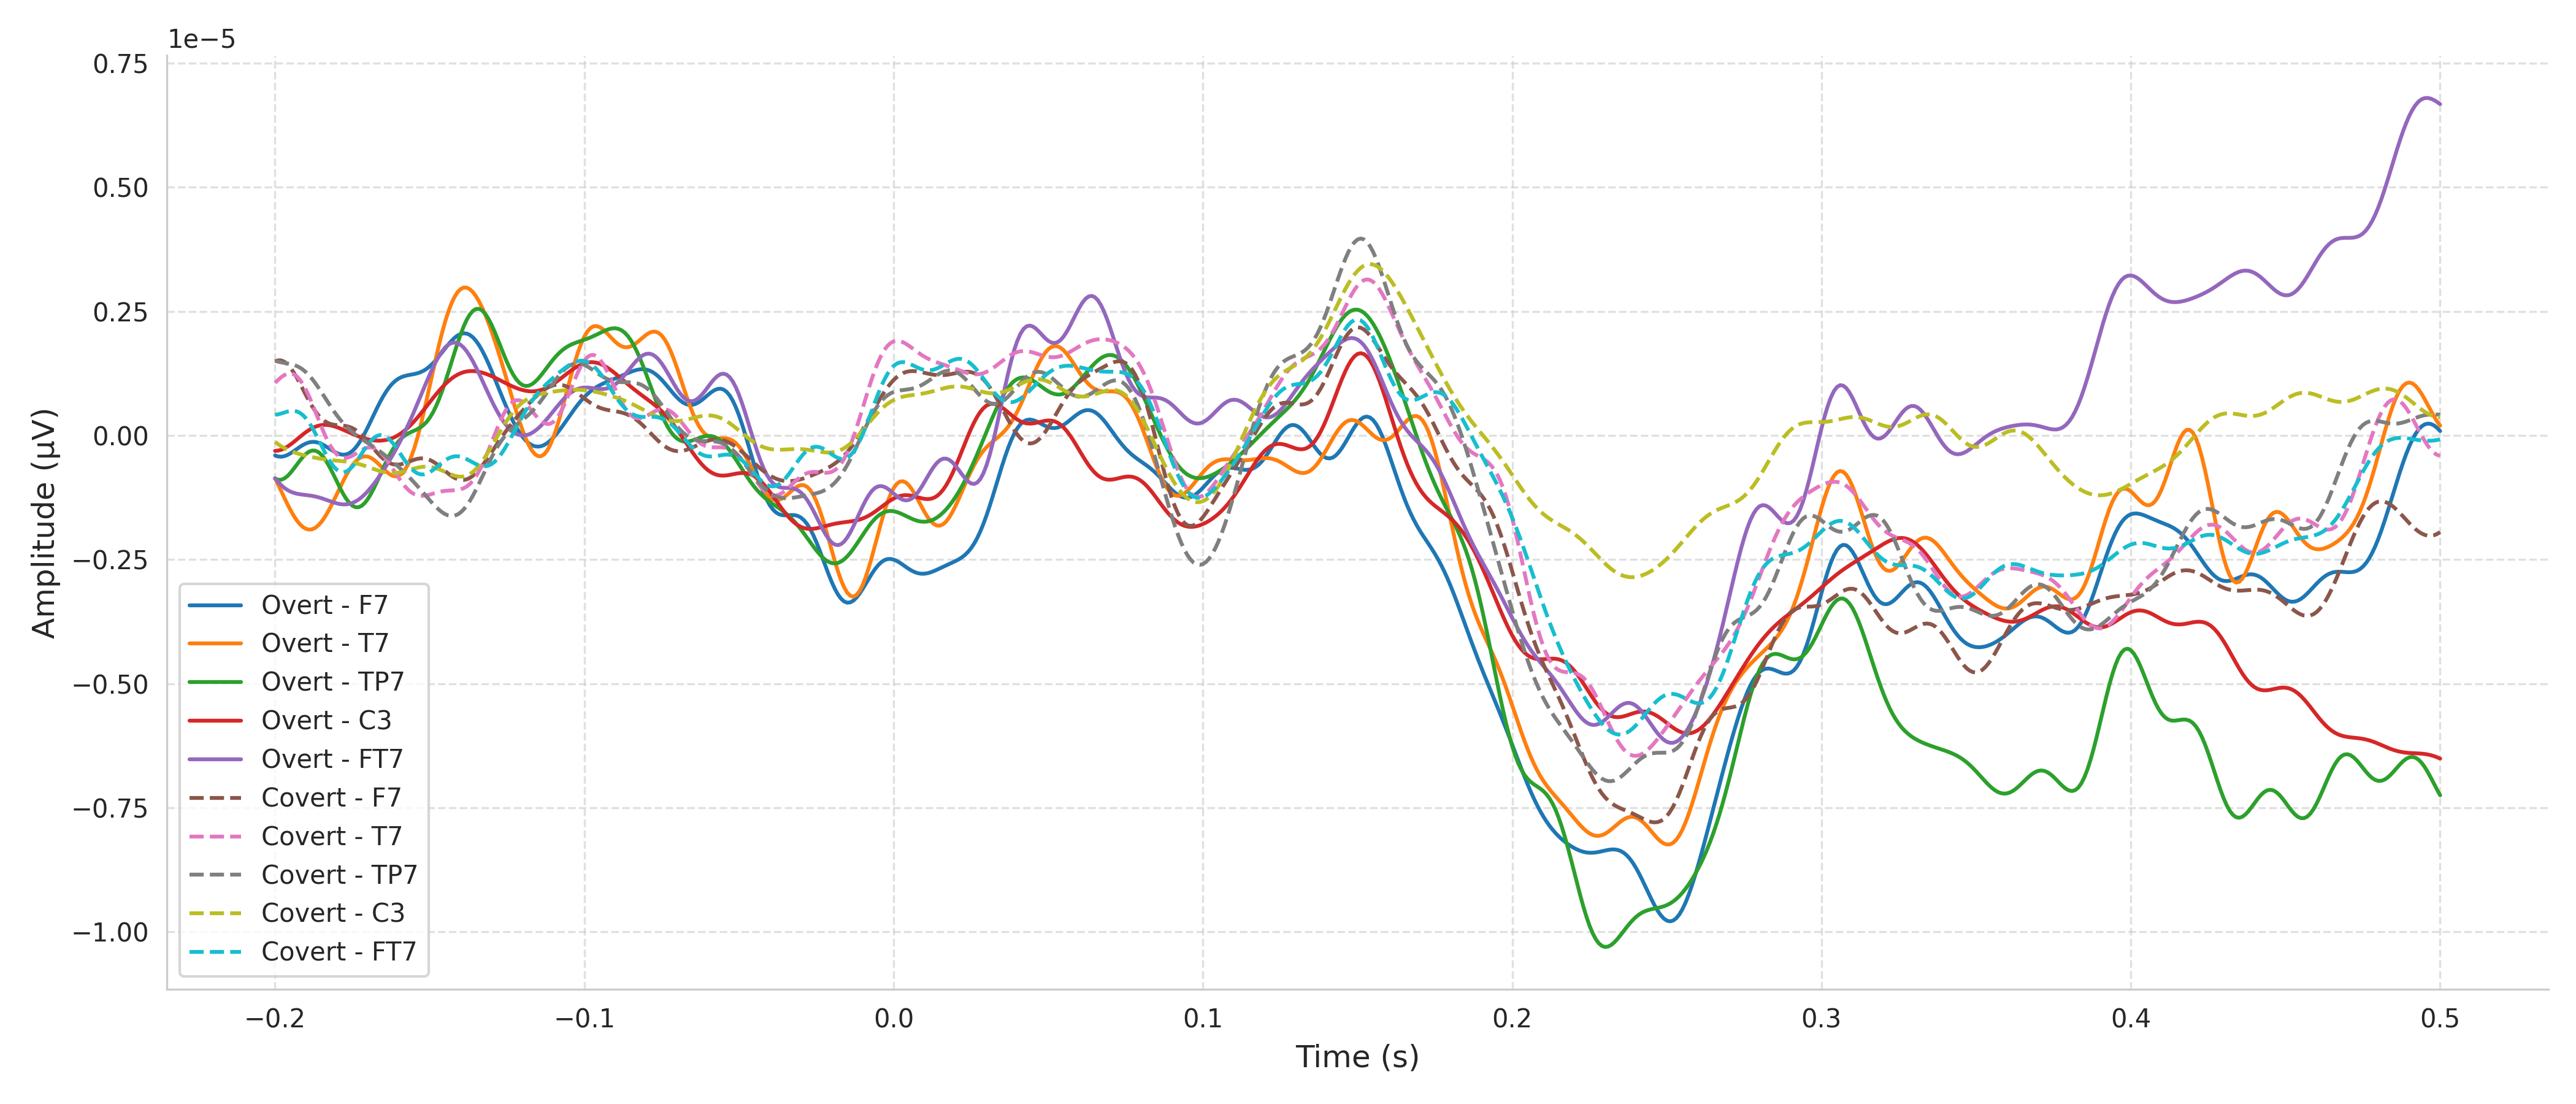 1e−5
0.75
0.50
0.25
0.00
−0.25
−0.50
−0.75
−1.00
Amplitude (µV)
Overt - F7
Overt - T7
Overt - TP7
Overt - C3
Overt - FT7
Covert - F7
Covert - T7
Covert - TP7
Covert - C3
Covert - FT7
−0.2 −0.1 0.0 0.1 0.2 0.3 0.4 0.5
Time (s)